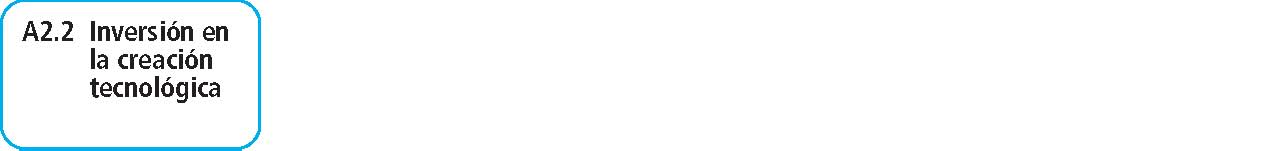 A2.2 Inversión en
la creación
tecnológica